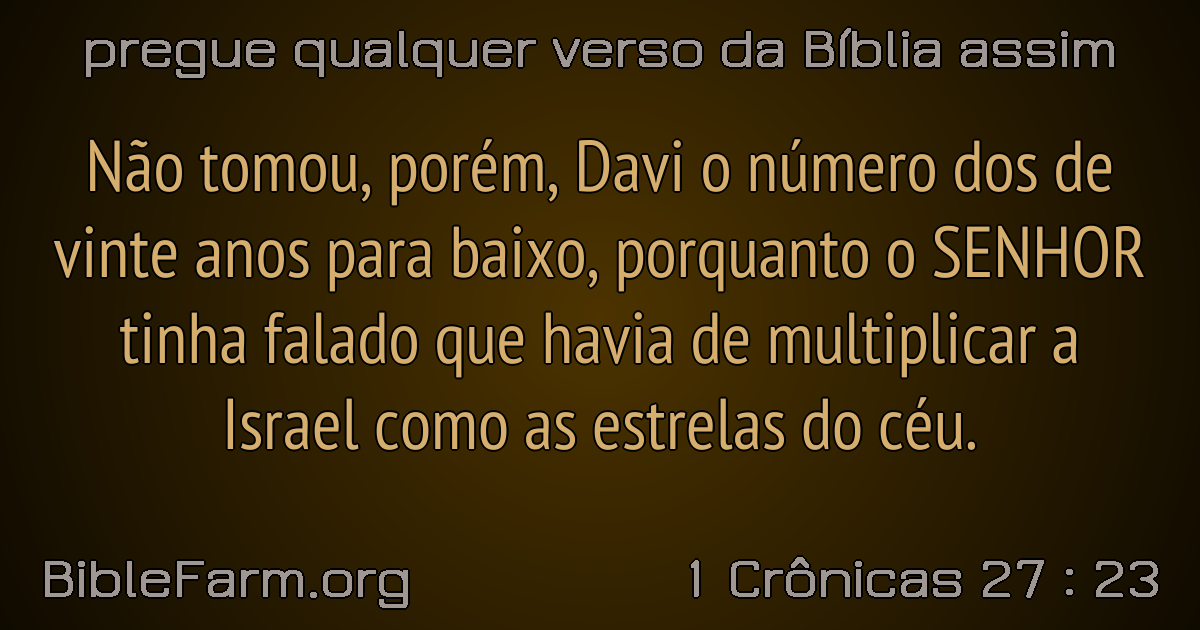 pregue qualquer verso da Bíblia assim
Não tomou, porém, Davi o número dos de
vinte anos para baixo, porquanto o SENHOR
tinha falado que havia de multiplicar a
Israel como as estrelas do céu.
BibleFarm.org
1 Crônicas 27 : 23